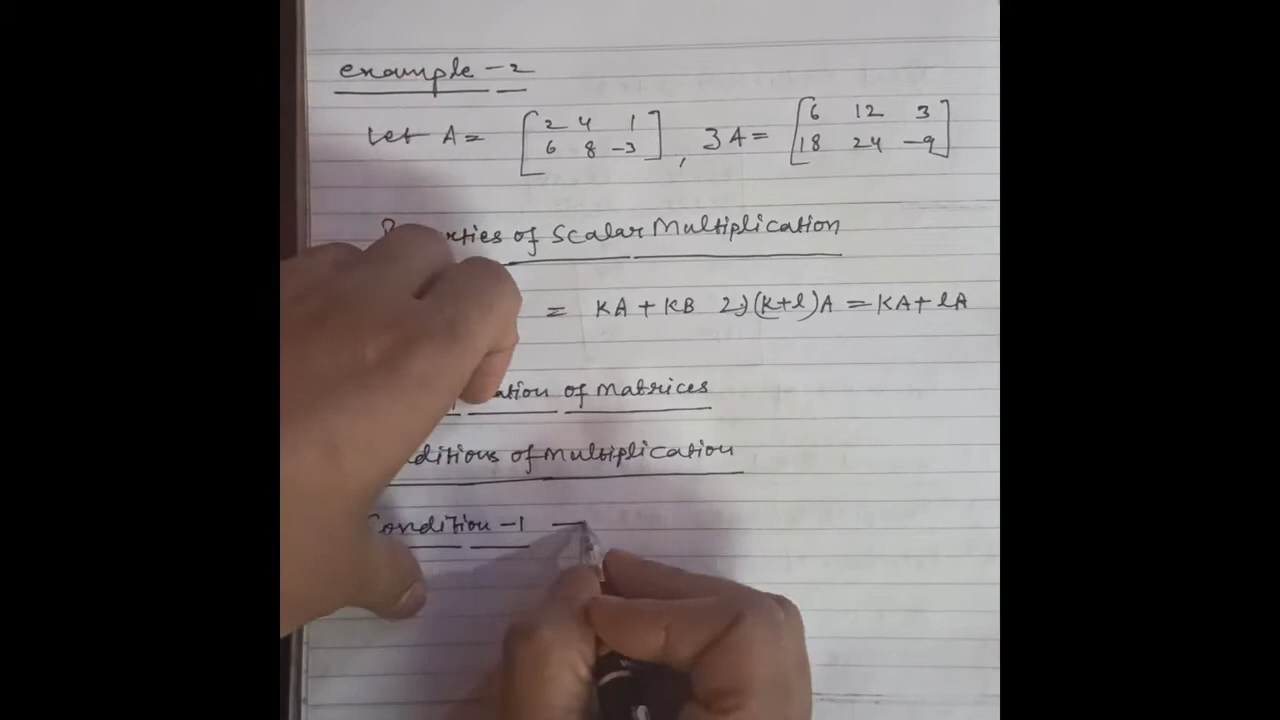 example -2
Let A = [2 4 1 , 3A = [6 12 3
6 8 -3] 18 24 -9]
of Scalar Multiplication
= KA + KB 2) (k+l)A = KA + lA
of Matrices
of Multiplication
Condition -1 —